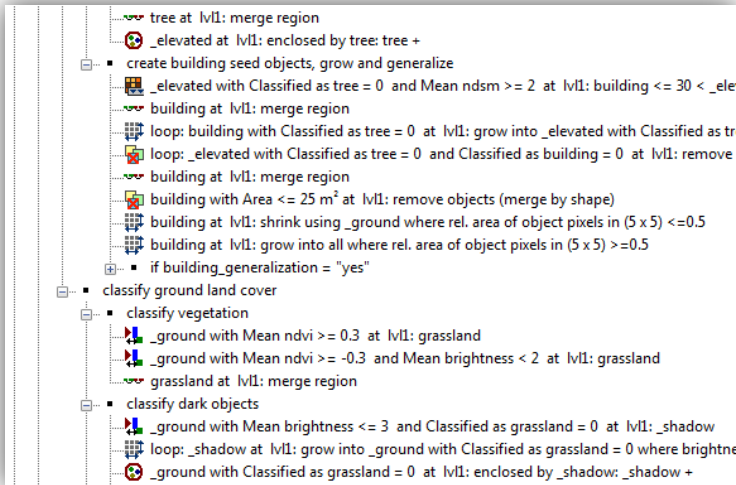 tree at lvl1: merge region
_elevated at lvl1: enclosed by tree: tree +
create building seed objects, grow and generalize
_elevated with Classified as tree = 0 and Mean ndsm >= 2 at lvl1: building <= 30 < _ele
building at lvl1: merge region
loop: building with Classified as tree = 0 at lvl1: grow into _elevated with Classified as tr
loop: _elevated with Classified as tree = 0 and Classified as building = 0 at lvl1: remove
building at lvl1: merge region
building with Area <= 25 m² at lvl1: remove objects (merge by shape)
building at lvl1: shrink using _ground where rel. area of object pixels in (5 x 5) <=0.5
building at lvl1: grow into all where rel. area of object pixels in (5 x 5) >=0.5
if building_generalization = "yes"
classify ground land cover
classify vegetation
_ground with Mean ndvi >= 0.3 at lvl1: grassland
_ground with Mean ndvi >= -0.3 and Mean brightness < 2 at lvl1: grassland
grassland at lvl1: merge region
classify dark objects
_ground with Mean brightness <= 3 and Classified as grassland = 0 at lvl1: _shadow
loop: _shadow at lvl1: grow into _ground with Classified as grassland = 0 where brightne
_ground with Classified as grassland = 0 at lvl1: enclosed by _shadow: _shadow +